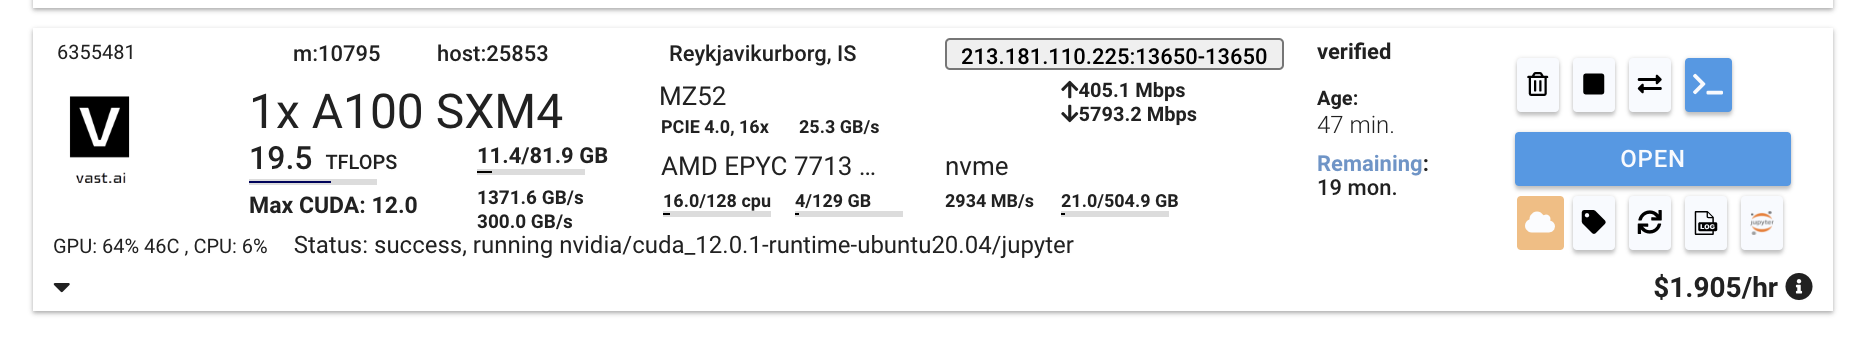 6355481 m:10795 host:25853 Reykjavikurborg, IS 213.181.110.225:13650-13650 verified
V
vast.ai
1x A100 SXM4
19.5 TFLOPS 11.4/81.9 GB
Max CUDA: 12.0 1371.6 GB/s
300.0 GB/s
MZ52
PCIE 4.0, 16x 25.3 GB/s
AMD EPYC 7713 ...
16.0/128 cpu 4/129 GB
↑405.1 Mbps
↓5793.2 Mbps
nvme
2934 MB/s 21.0/504.9 GB
Age:
47 min.
Remaining:
19 mon.
OPEN
LOG
jupyter
GPU: 64% 46C , CPU: 6% Status: success, running nvidia/cuda_12.0.1-runtime-ubuntu20.04/jupyter
$1.905/hr